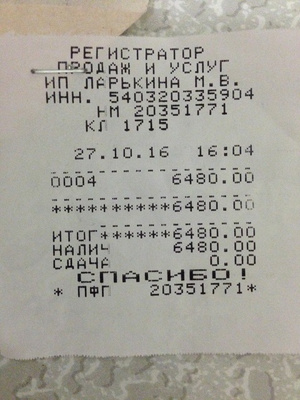 РЕГИСТРАТОР
ПРОДАЖ И УСЛУГ
ИП ЛАРЬКИНА М.В.
ИНН. 540320335904
НМ 20351771
КЛ 1715
27.10.16 16:04
0004 6480.00
**********6480.00
ИТОГ******6480.00
НАЛИЧ 6480.00
СДАЧА 0.00
СПАСИБО!
* ПФП 20351771*